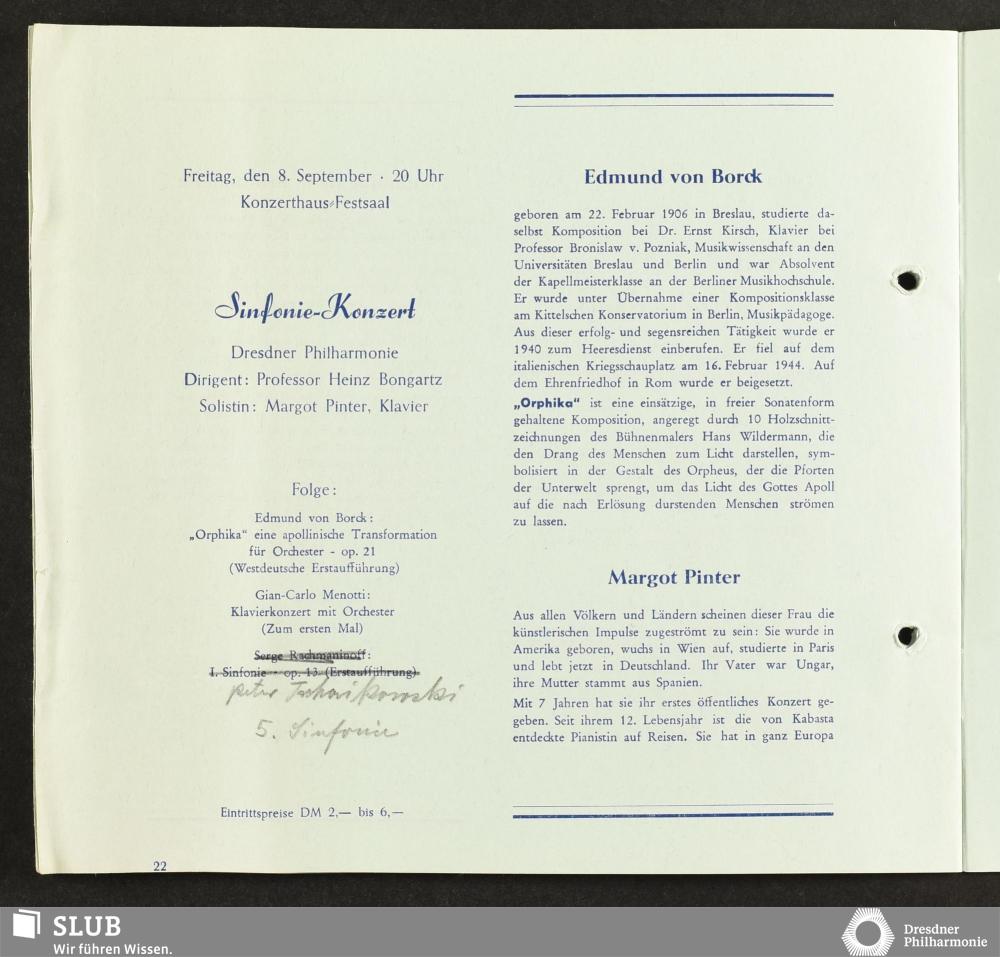 Freitag, den 8. September · 20 Uhr
Konzerthaus-Festsaal
Sinfonie-Konzert
Dresdner Philharmonie
Dirigent: Professor Heinz Bongartz
Solistin: Margot Pinter, Klavier
Folge:
Edmund von Borck:
„Orphika“ eine apollinische Transformation
für Orchester - op. 21
(Westdeutsche Erstaufführung)
Gian-Carlo Menotti:
Klavierkonzert mit Orchester
(Zum ersten Mal)
Serge Rachmaninoff:
I. Sinfonie - op. 13 (Erstaufführung)
Peter Tschaikowski
5. Sinfonie
Eintrittspreise DM 2,— bis 6,—
22
Edmund von Borck
geboren am 22. Februar 1906 in Breslau, studierte da-
selbst Komposition bei Dr. Ernst Kirsch, Klavier bei
Professor Bronislaw v. Pozniak, Musikwissenschaft an den
Universitäten Breslau und Berlin und war Absolvent
der Kapellmeisterklasse an der Berliner Musikhochschule.
Er wurde unter Übernahme einer Kompositionsklasse
am Kittelschen Konservatorium in Berlin, Musikpädagoge.
Aus dieser erfolg- und segensreichen Tätigkeit wurde er
1940 zum Heeresdienst einberufen. Er fiel auf dem
italienischen Kriegsschauplatz am 16. Februar 1944. Auf
dem Ehrenfriedhof in Rom wurde er beigesetzt.
„Orphika“ ist eine einsätzige, in freier Sonatenform
gehaltene Komposition, angeregt durch 10 Holzschnitt-
zeichnungen des Bühnenmalers Hans Wildermann, die
den Drang des Menschen zum Licht darstellen, sym-
bolisiert in der Gestalt des Orpheus, der die Pforten
der Unterwelt sprengt, um das Licht des Gottes Apoll
auf die nach Erlösung durstenden Menschen strömen
zu lassen.
Margot Pinter
Aus allen Völkern und Ländern scheinen dieser Frau die
künstlerischen Impulse zugeströmt zu sein: Sie wurde in
Amerika geboren, wuchs in Wien auf, studierte in Paris
und lebt jetzt in Deutschland. Ihr Vater war Ungar,
ihre Mutter stammt aus Spanien.
Mit 7 Jahren hat sie ihr erstes öffentliches Konzert ge-
geben. Seit ihrem 12. Lebensjahr ist die von Kabasta
entdeckte Pianistin auf Reisen. Sie hat in ganz Europa
SLUB
Wir führen Wissen.
Dresdner
Philharmonie